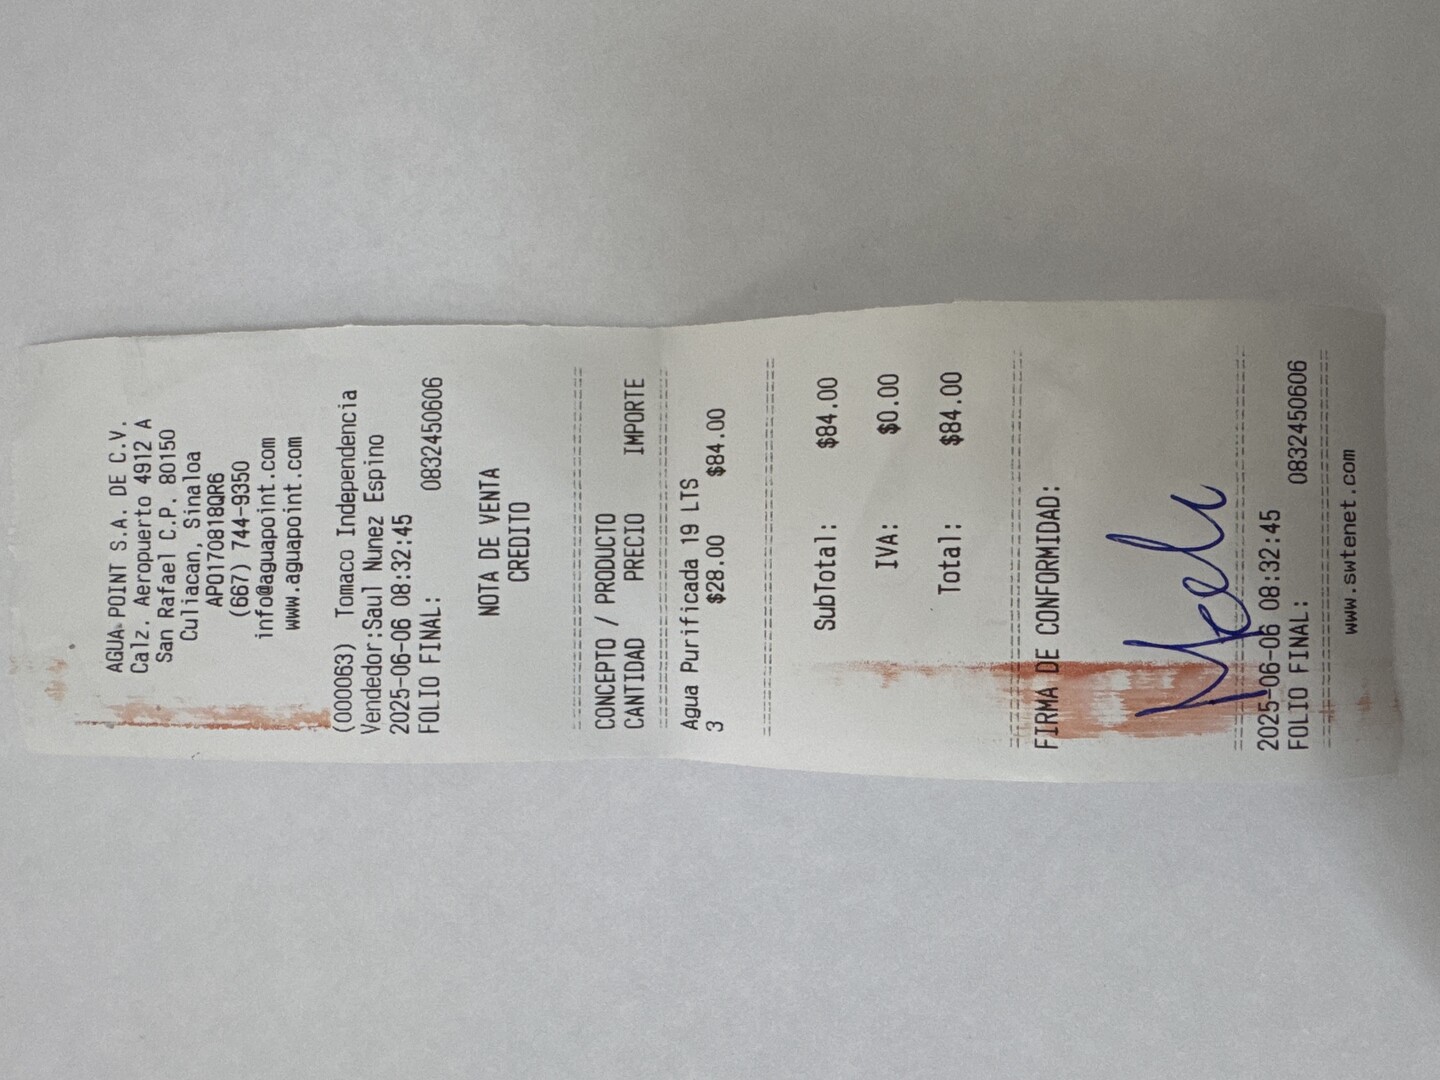 AGUA POINT S.A. DE C.V.
Calz. Aeropuerto 4912 A
San Rafael C.P. 80150
Culiacan, Sinaloa
APO170818QR6
(667) 744-9350
info@aguapoint.com
www.aguapoint.com
(000063) Tomaco Independencia
Vendedor:Saul Nunez Espino
2025-06-06 08:32:45
FOLIO FINAL: 0832450606
NOTA DE VENTA
CREDITO
CONCEPTO / PRODUCTO
CANTIDAD PRECIO IMPORTE
Agua Purificada 19 LTS
3 $28.00 $84.00
SubTotal: $84.00
IVA: $0.00
Total: $84.00
FIRMA DE CONFORMIDAD:
2025-06-06 08:32:45
FOLIO FINAL: 0832450606
www.swtenet.com